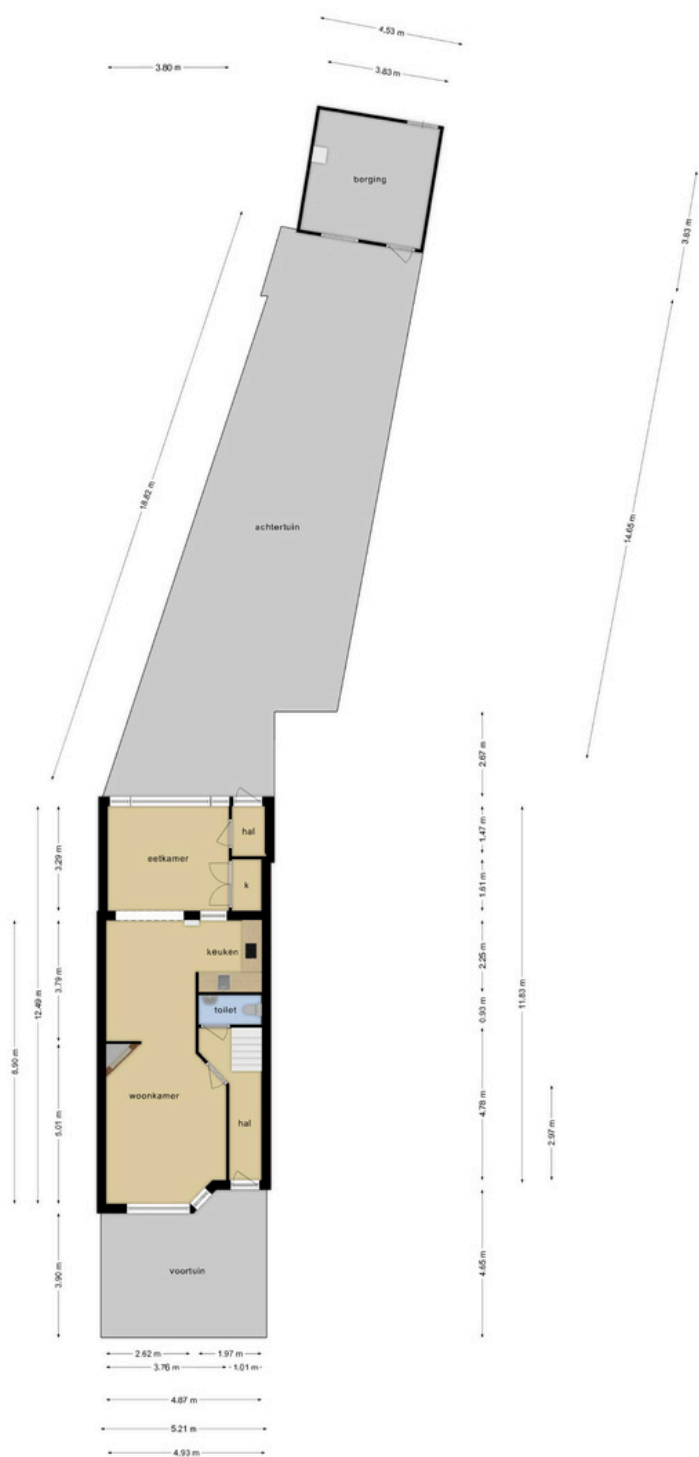 4.53 m
3.80 m
3.83 m
berging
3.83 m
18.82 m
14.65 m
achtertuin
2.67 m
3.29 m
12.49 m
eetkamer
hal
k
1.47 m
1.61 m
11.83 m
8.90 m
3.79 m
keuken
2.25 m
toilet
0.93 m
5.01 m
woonkamer
hal
4.78 m
2.97 m
3.90 m
voortuin
4.65 m
2.62 m
1.97 m
3.76 m
1.01 m
4.87 m
5.21 m
4.93 m